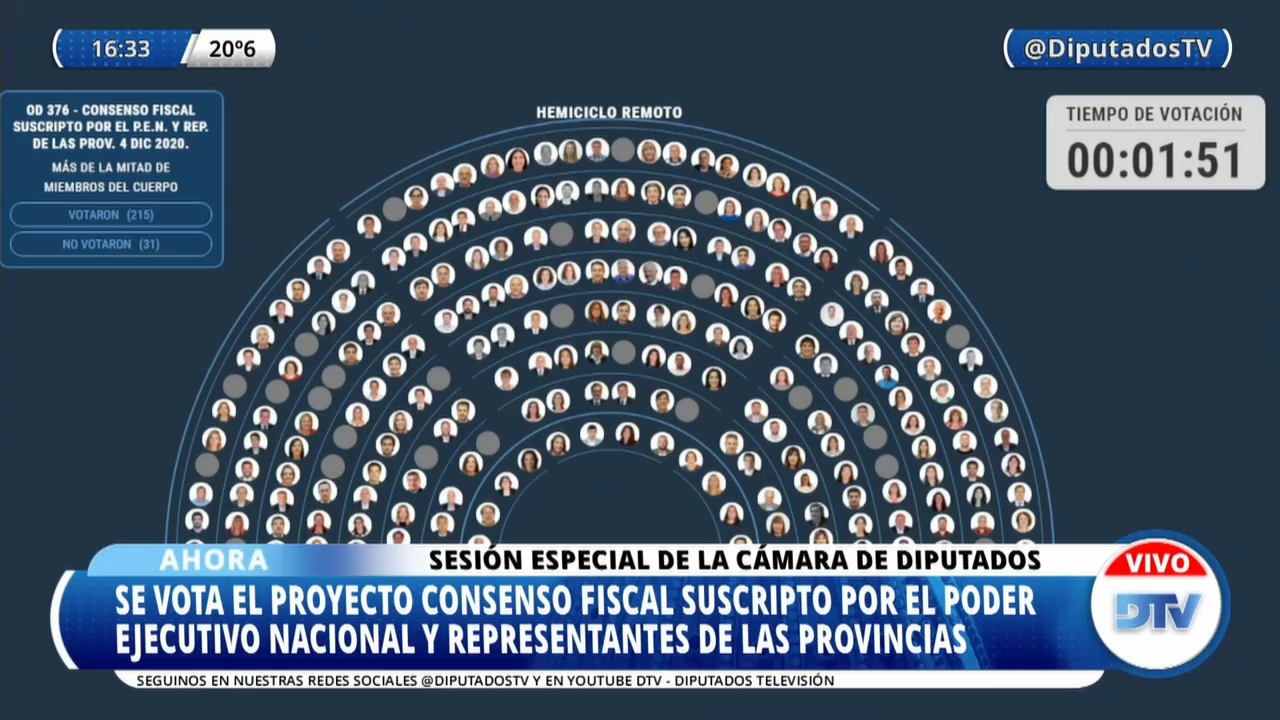 16:33
20º6
@DiputadosTV
OD 376 - CONSENSO FISCAL
SUSCRIPTO POR EL P.E.N. Y REP.
DE LAS PROV. 4 DIC 2020.
MÁS DE LA MITAD DE
MIEMBROS DEL CUERPO
VOTARON (215)
NO VOTARON (31)
HEMICICLO REMOTO
TIEMPO DE VOTACIÓN
00:01:51
AHORA
SESIÓN ESPECIAL DE LA CÁMARA DE DIPUTADOS
SE VOTA EL PROYECTO CONSENSO FISCAL SUSCRIPTO POR EL PODER
EJECUTIVO NACIONAL Y REPRESENTANTES DE LAS PROVINCIAS
VIVO
DTV
SEGUINOS EN NUESTRAS REDES SOCIALES @DIPUTADOSTV Y EN YOUTUBE DTV - DIPUTADOS TELEVISIÓN